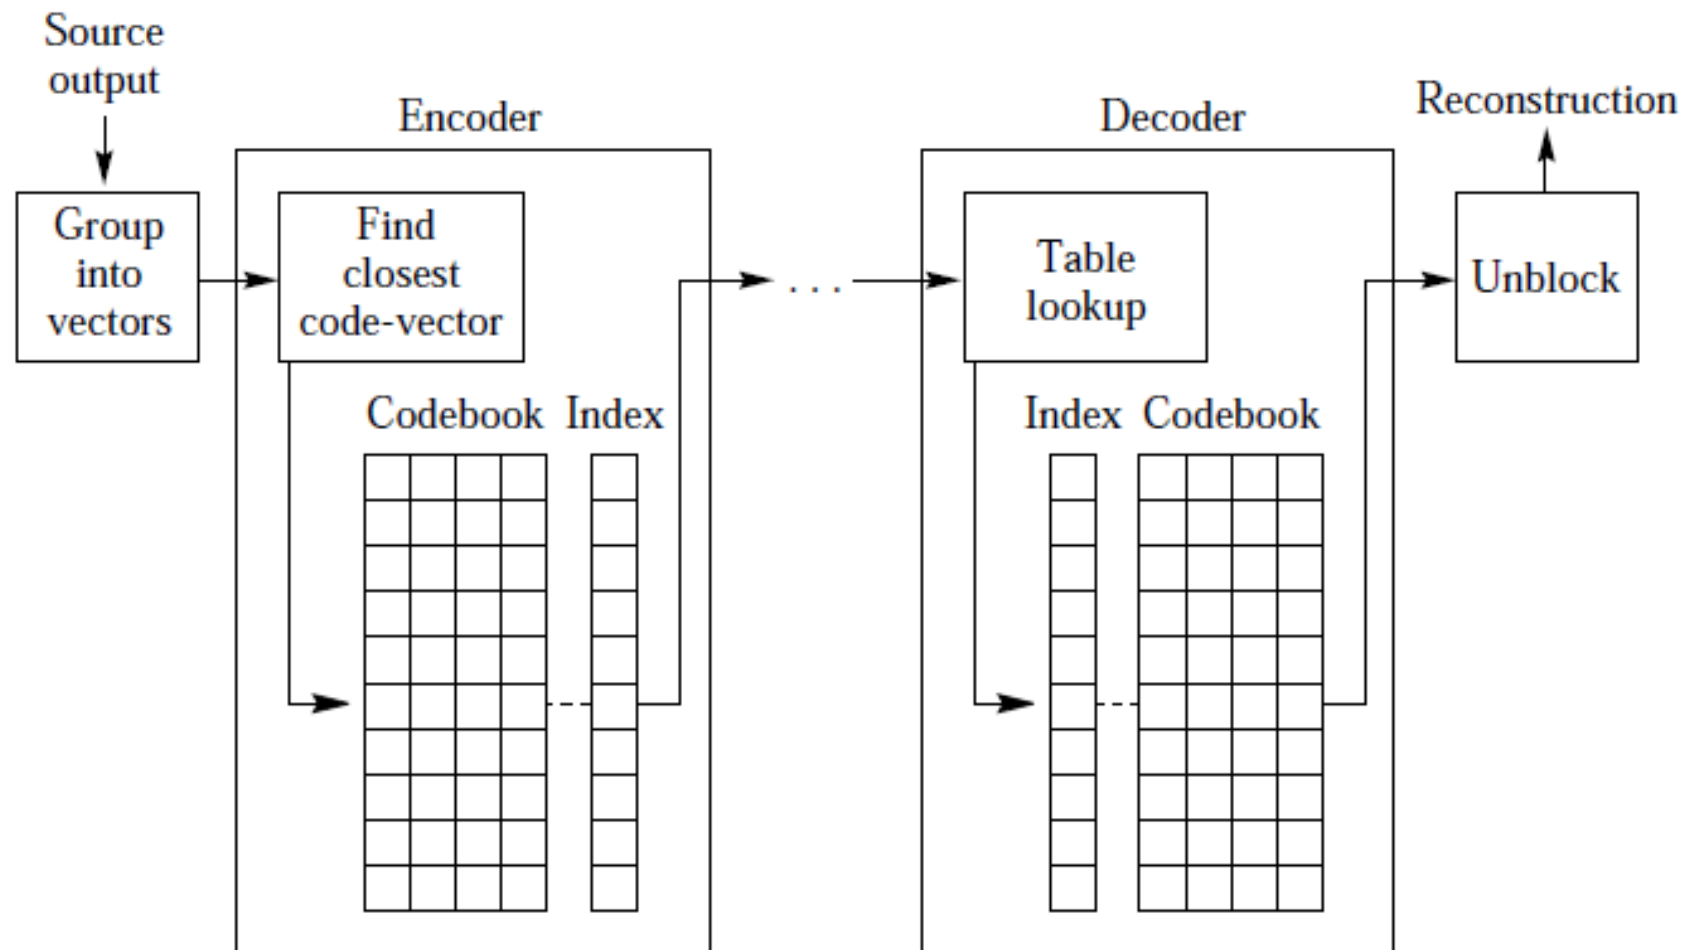 Source
output
Encoder
Decoder
Reconstruction
Group
into
vectors
Find
closest
code-vector
. . .
Table
lookup
Unblock
Codebook
Index
Index
Codebook